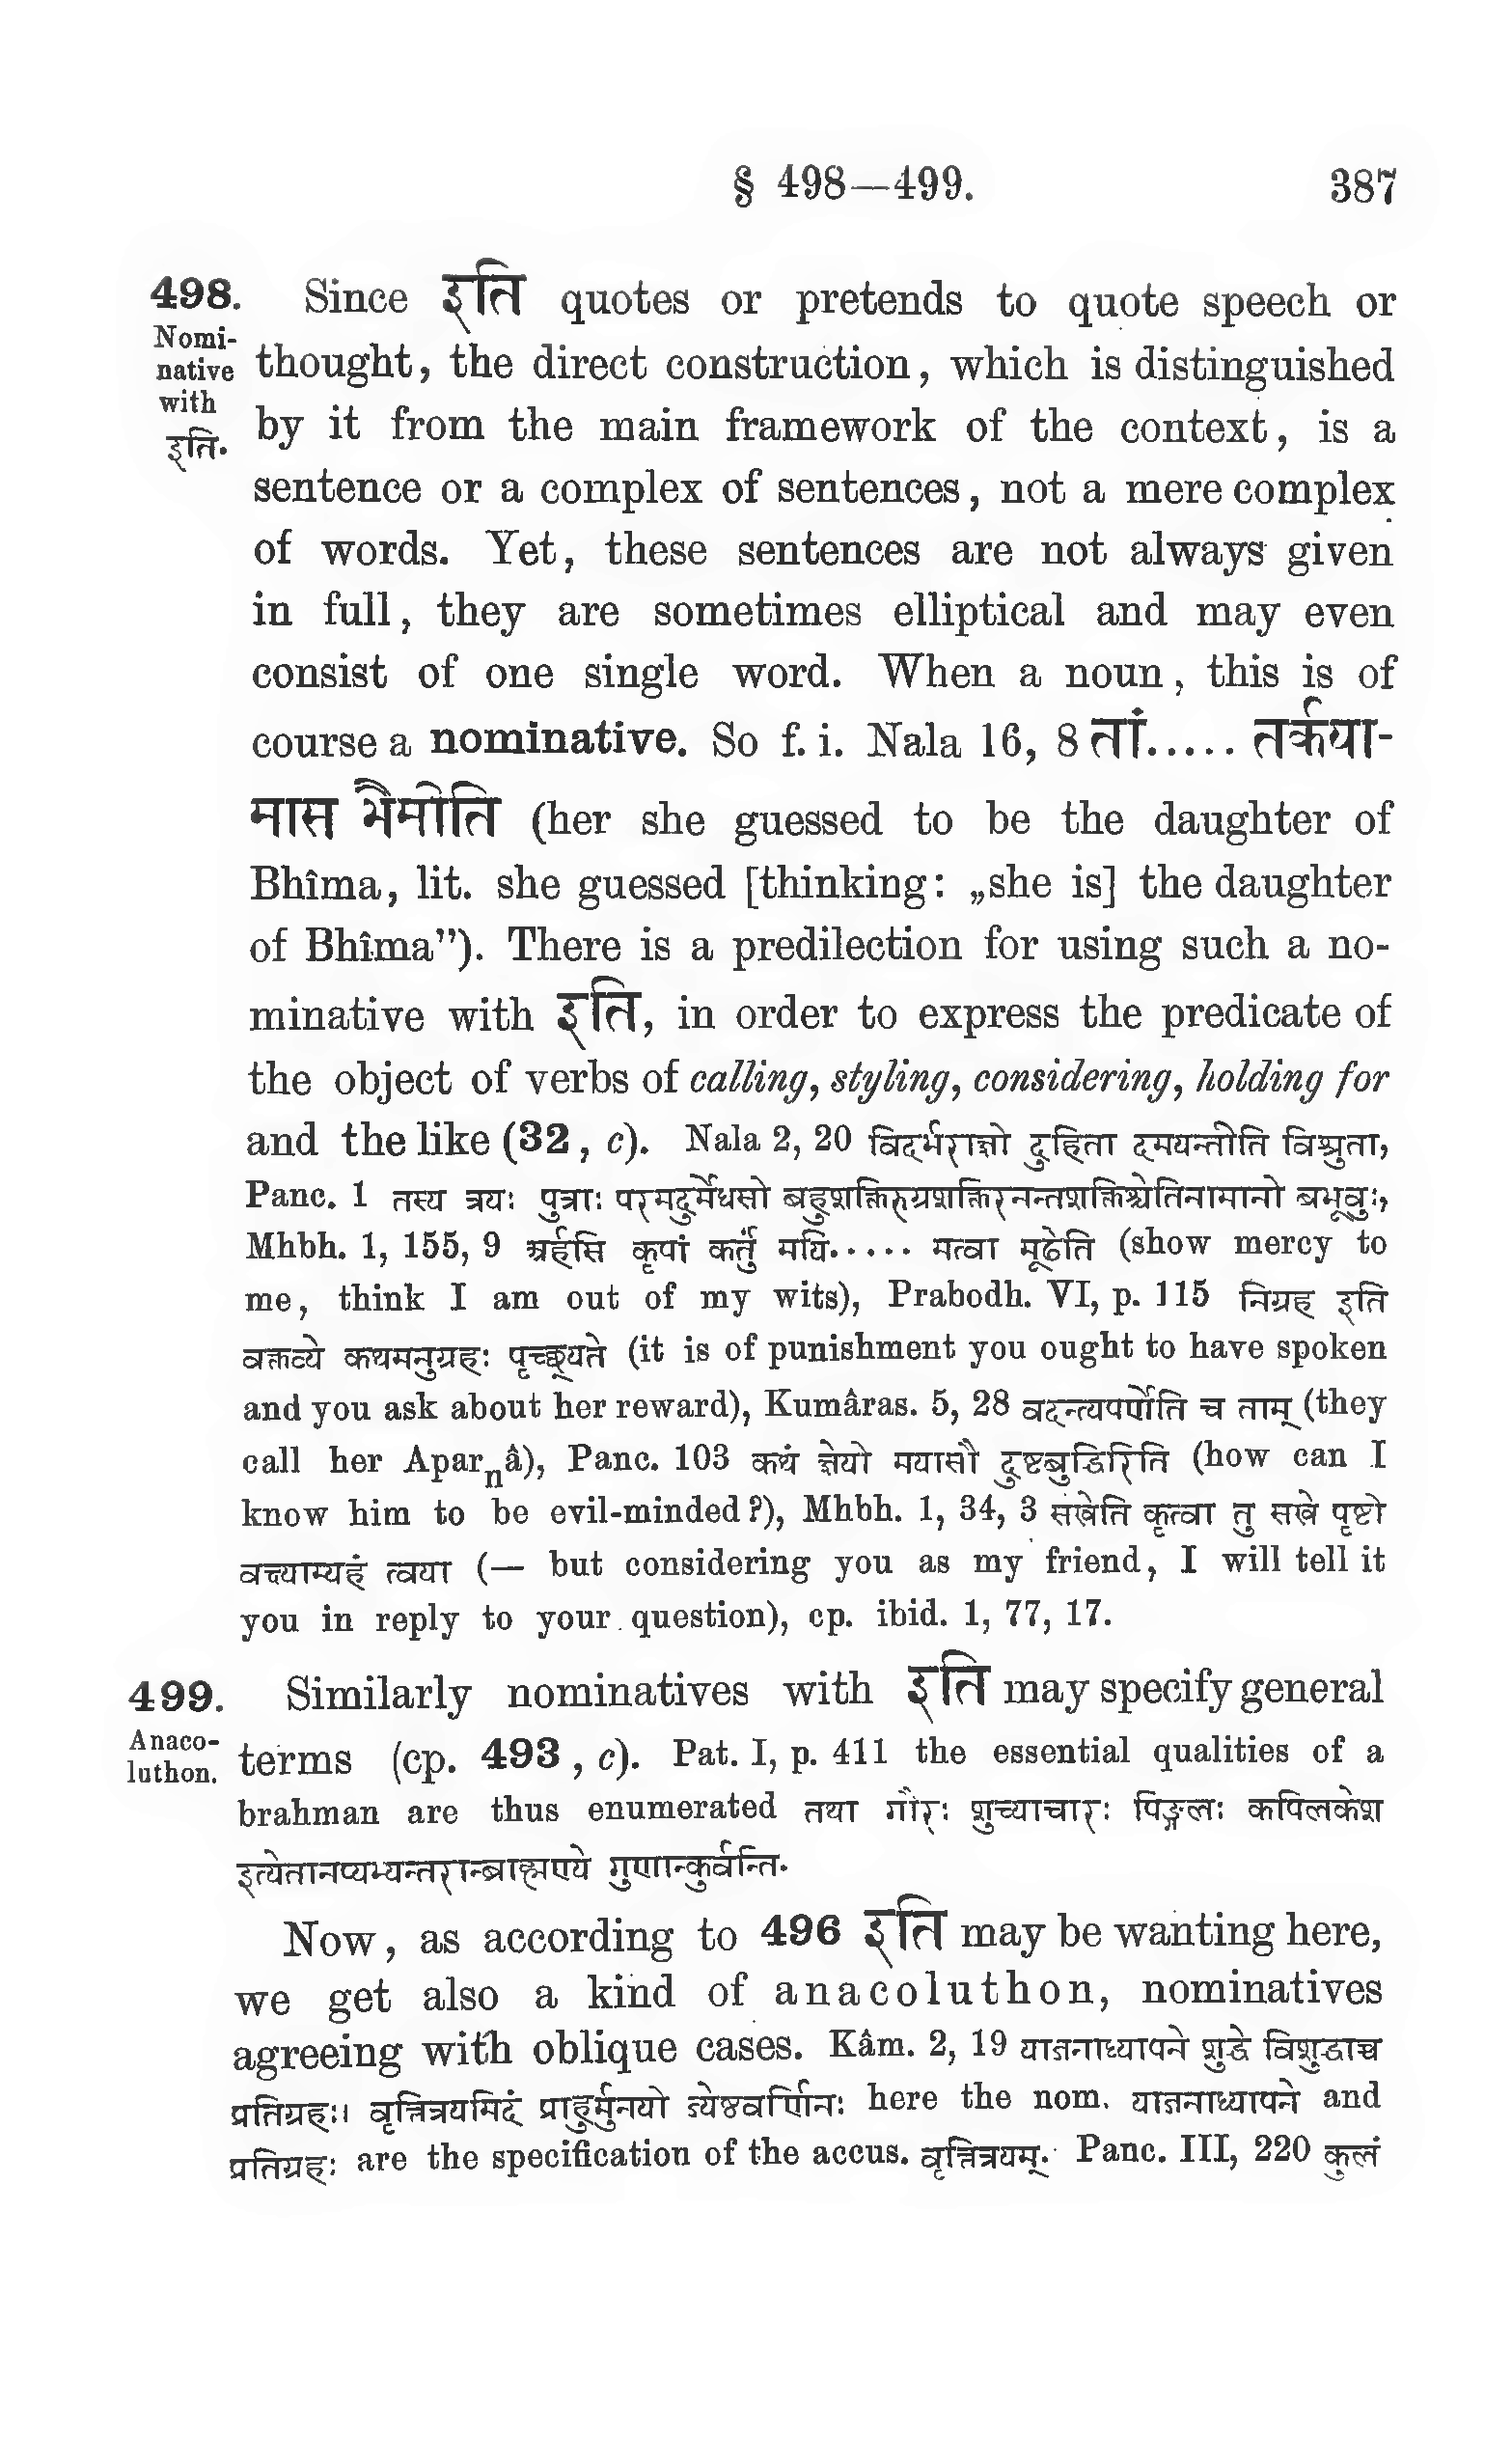 § 498—499. 387
498. Since इति quotes or pretends to quote speech or
Nomi-
native
with
इति.
thought, the direct construction, which is distinguished
by it from the main framework of the context, is a
sentence or a complex of sentences, not a mere complex
of words. Yet, these sentences are not always given
in full, they are sometimes elliptical and may even
consist of one single word. When a noun, this is of
course a nominative. So f. i. Nala 16, 8 तां..... तर्कया-
मास भैमीति (her she guessed to be the daughter of
Bhîma, lit. she guessed [thinking: „she is] the daughter
of Bhîma”). There is a predilection for using such a no-
minative with इति, in order to express the predicate of
the object of verbs of calling, styling, considering, holding for
and the like (32, c). Nala 2, 20 विदर्भराज्ञो दुहिता दमयन्तीति विश्रुता,
Panc. 1 तस्य त्रयः पुत्राः परमदुर्मेधसो बहुशक्तिरुग्रशक्तिरनन्तशक्तिश्चेतिनामानो बभूवुः,
Mhbh. 1, 155, 9 अर्हसि कृपां कर्तुं मयि..... मत्वा मूढेति (show mercy to
me, think I am out of my wits), Prabodh. VI, p. 115 निग्रह इति
वक्तव्ये कथमनुग्रहः पृच्छ्यते (it is of punishment you ought to have spoken
and you ask about her reward), Kumâras. 5, 28 वदन्त्यपर्णेति च ताम् (they
call her Aparnâ), Panc. 103 कथं ज्ञेयो मयासौ दुष्टबुद्धिरिति (how can I
know him to be evil-minded?), Mhbh. 1, 34, 3 सखेति कृत्वा तु सखे पृष्टो
वक्ष्याम्यहं त्वया (— but considering you as my friend, I will tell it
you in reply to your question), cp. ibid. 1, 77, 17.
499. Similarly nominatives with इति may specify general
Anaco-
luthon.
terms (cp. 493, c). Pat. I, p. 411 the essential qualities of a
brahman are thus enumerated तथा गौरः शुच्याचारः पिङ्गलः कपिलकेश
इत्येतानप्यभ्यन्तरान्ब्राह्मण्ये गुणान्कुर्वन्ति.
Now, as according to 496 इति may be wanting here,
we get also a kind of anacoluthon, nominatives
agreeing with oblique cases. Kâm. 2, 19 याजनाध्यापने शुद्धे विशुद्धाच्च
प्रतिग्रहः। वृत्तित्रयमिदं प्राहुर्मुनयो ज्येष्ठवर्णिनः here the nom. याजनाध्यापने and
प्रतिग्रहः are the specification of the accus. वृत्तित्रयम्. Panc. III, 220 कुलं